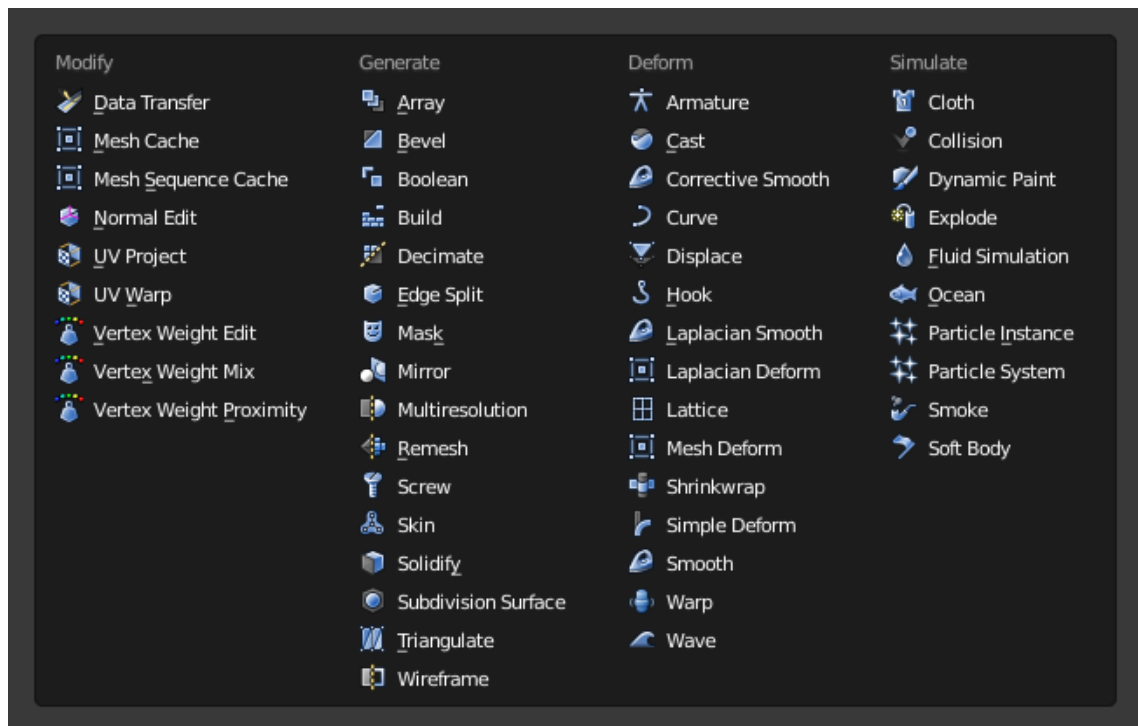 Modify
Data Transfer
Mesh Cache
Mesh Sequence Cache
Normal Edit
UV Project
UV Warp
Vertex Weight Edit
Vertex Weight Mix
Vertex Weight Proximity
Generate
Array
Bevel
Boolean
Build
Decimate
Edge Split
Mask
Mirror
Multiresolution
Remesh
Screw
Skin
Solidify
Subdivision Surface
Triangulate
Wireframe
Deform
Armature
Cast
Corrective Smooth
Curve
Displace
Hook
Laplacian Smooth
Laplacian Deform
Lattice
Mesh Deform
Shrinkwrap
Simple Deform
Smooth
Warp
Wave
Simulate
Cloth
Collision
Dynamic Paint
Explode
Fluid Simulation
Ocean
Particle Instance
Particle System
Smoke
Soft Body